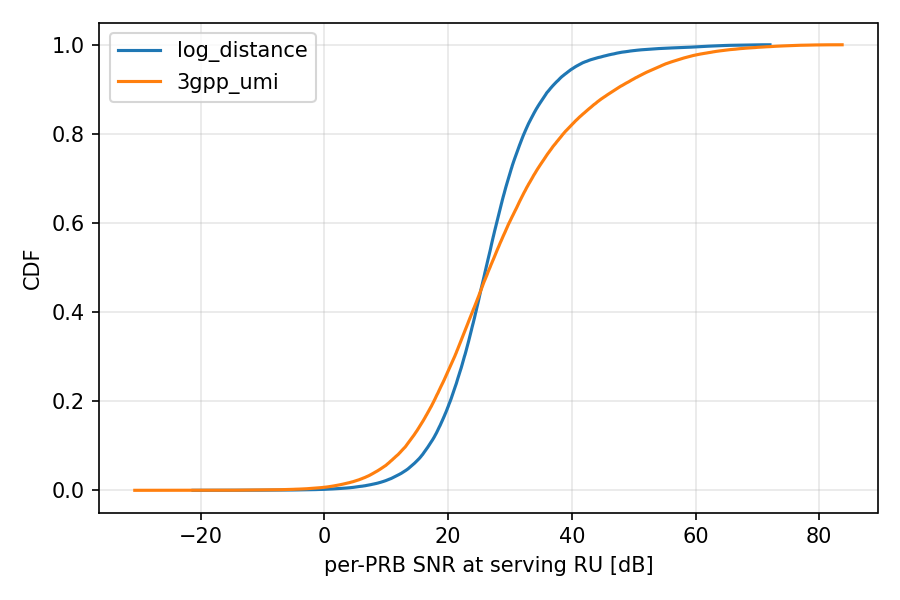 log_distance
3gpp_umi
1.0
0.8
0.6
0.4
0.2
0.0
CDF
−20 0 20 40 60 80
per-PRB SNR at serving RU [dB]